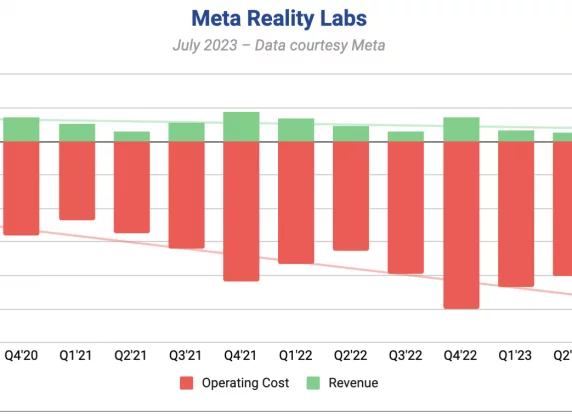 Meta Reality Labs
July 2023 – Data courtesy Meta
Q4'20 Q1'21 Q2'21 Q3'21 Q4'21 Q1'22 Q2'22 Q3'22 Q4'22 Q1'23 Q2'
Operating Cost Revenue